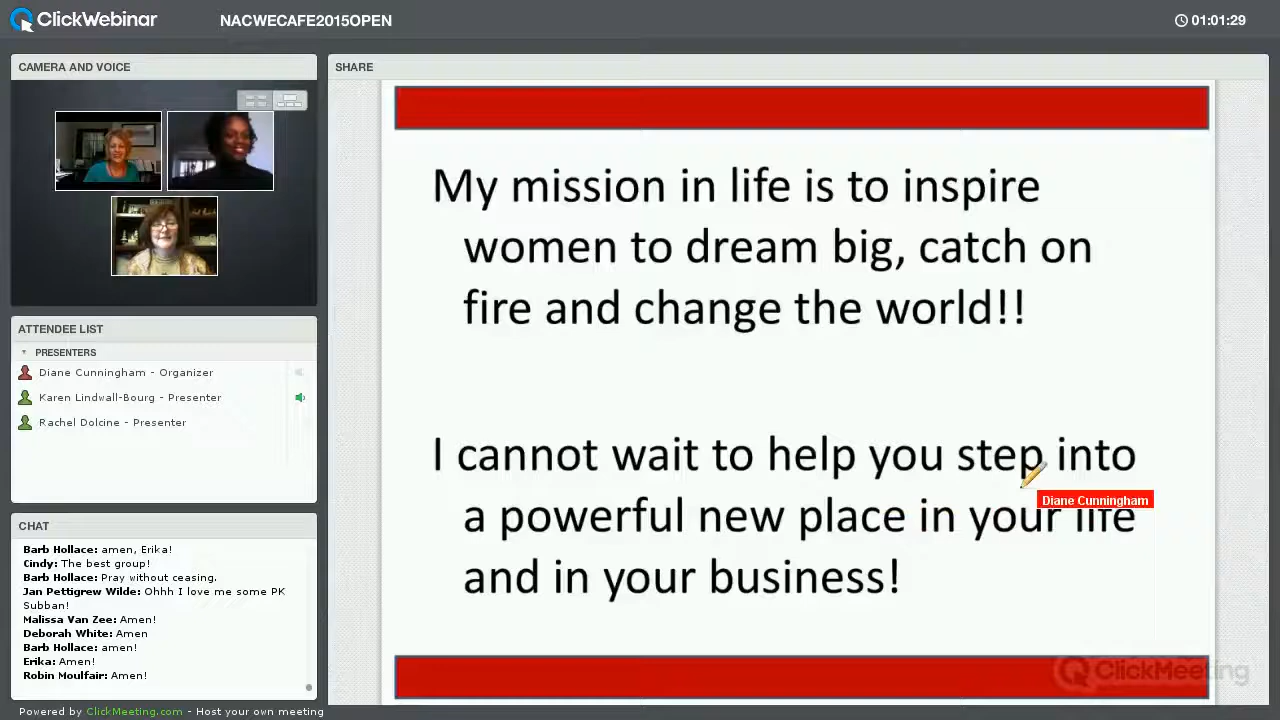 ClickWebinar
NACWECAFE2015OPEN
01:01:29
CAMERA AND VOICE
SHARE
My mission in life is to inspire
women to dream big, catch on
fire and change the world!!
I cannot wait to help you step into
Diane Cunningham
a powerful new place in your life
and in your business!
ATTENDEE LIST
PRESENTERS
Diane Cunningham - Organizer
Karen Lindwall-Bourg - Presenter
Rachel Dolcine - Presenter
CHAT
Barb Hollace: amen, Erika!
Cindy: The best group!
Barb Hollace: Pray without ceasing.
Jan Pettigrew Wilde: Ohhh I love me some PK
Subban!
Malissa Van Zee: Amen!
Deborah White: Amen
Barb Hollace: amen!
Erika: Amen!
Robin Foulfair: Amen!
ClickMeeting
Powered by ClickMeeting.com - Host your own meeting